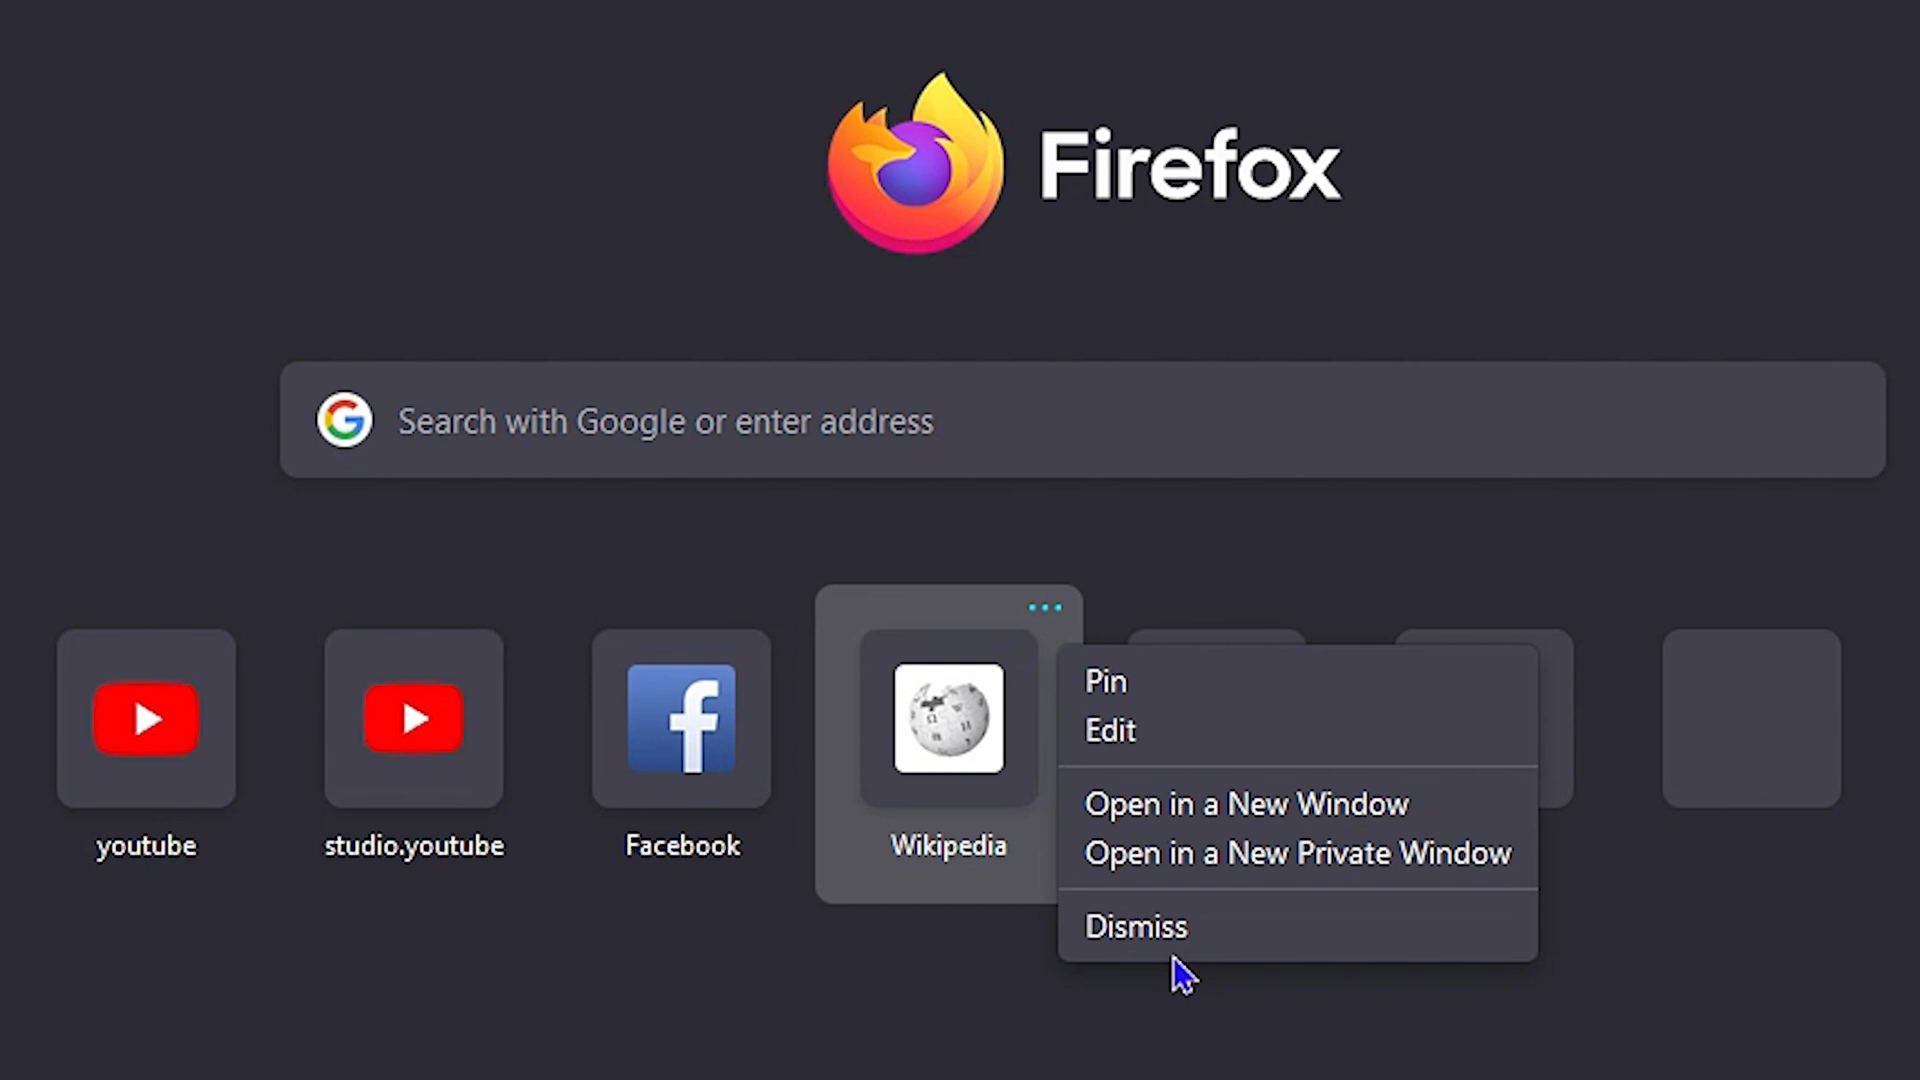 Firefox
Search with Google or enter address
youtube
studio.youtube
Facebook
Wikipedia
Pin
Edit
Open in a New Window
Open in a New Private Window
Dismiss